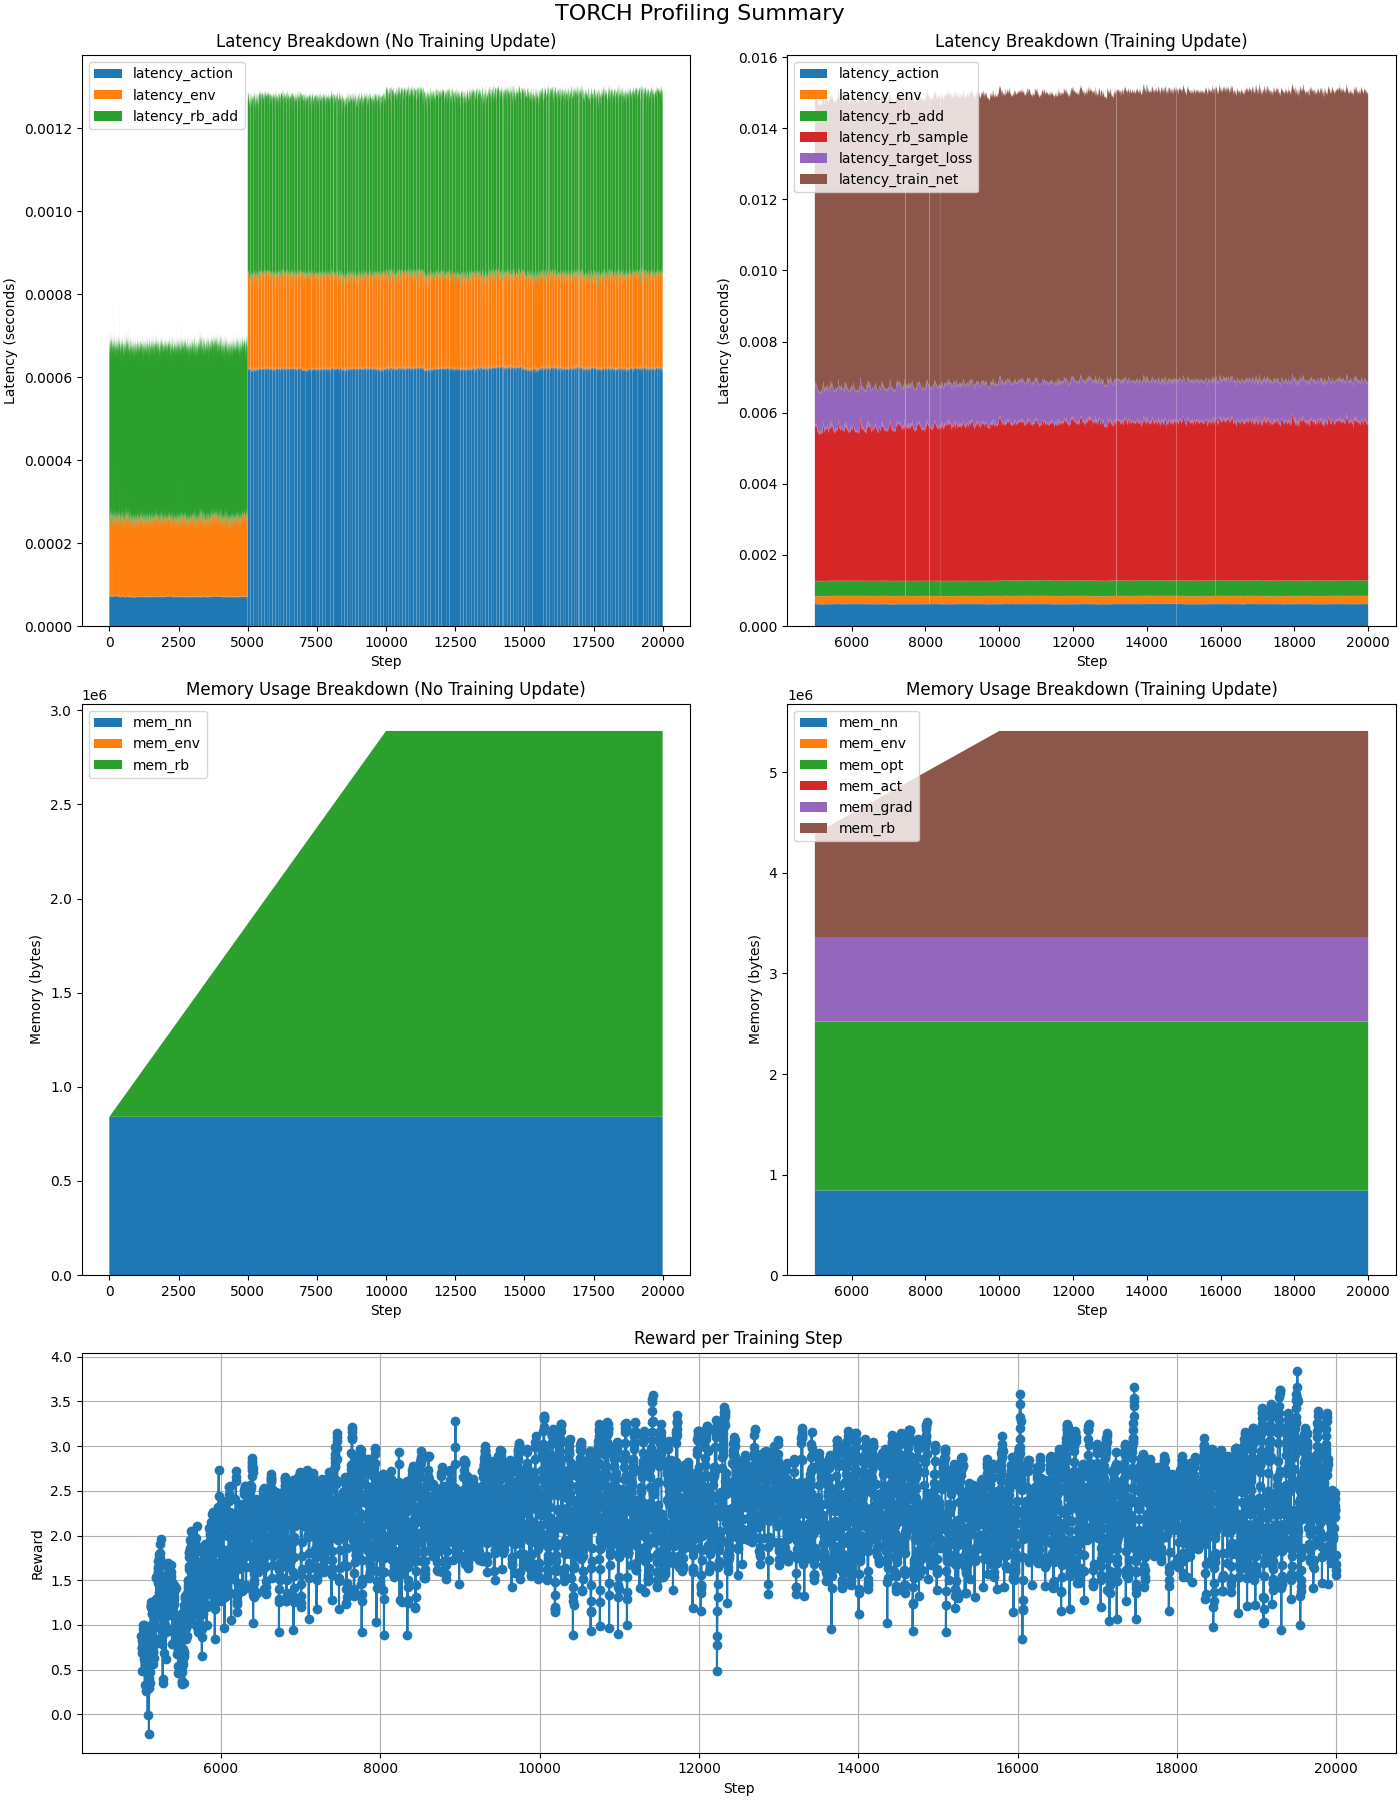 TORCH Profiling Summary
Latency Breakdown (No Training Update)
latency_action
latency_env
latency_rb_add
0.0012
0.0010
0.0008
0.0006
0.0004
0.0002
0.0000
Latency (seconds)
0 2500 5000 7500 10000 12500 15000 17500 20000
Step
Latency Breakdown (Training Update)
latency_action
latency_env
latency_rb_add
latency_rb_sample
latency_target_loss
latency_train_net
0.016
0.014
0.012
0.010
0.008
0.006
0.004
0.002
0.000
Latency (seconds)
6000 8000 10000 12000 14000 16000 18000 20000
Step
Memory Usage Breakdown (No Training Update)
1e6
mem_nn
mem_env
mem_rb
3.0
2.5
2.0
1.5
1.0
0.5
0.0
Memory (bytes)
0 2500 5000 7500 10000 12500 15000 17500 20000
Step
Memory Usage Breakdown (Training Update)
1e6
mem_nn
mem_env
mem_opt
mem_act
mem_grad
mem_rb
5
4
3
2
1
0
Memory (bytes)
6000 8000 10000 12000 14000 16000 18000 20000
Step
Reward per Training Step
4.0
3.5
3.0
2.5
2.0
1.5
1.0
0.5
0.0
Reward
6000 8000 10000 12000 14000 16000 18000 20000
Step